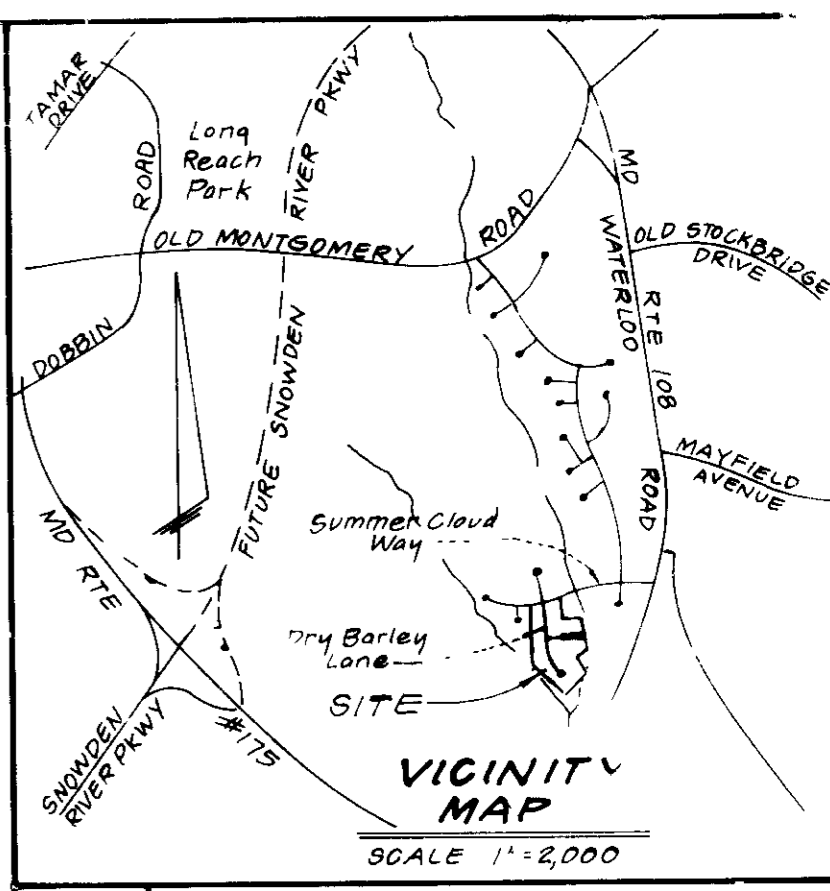 TAMAR
DRIVE
ROAD
Long
Reach
Park
RIVER PKWY
OLD MONTGOMERY
ROAD
MD
WATERLOO
RTE 108
ROAD
OLD STOCKBRIDGE
DRIVE
DOBBIN
FUTURE SNOWDEN
MAYFIELD
AVENUE
MD RTE
#175
Summer Cloud
Way
Dry Barley
Lane
SITE
SNOWDEN
RIVER PKWY
VICINITY
MAP
SCALE 1"=2,000